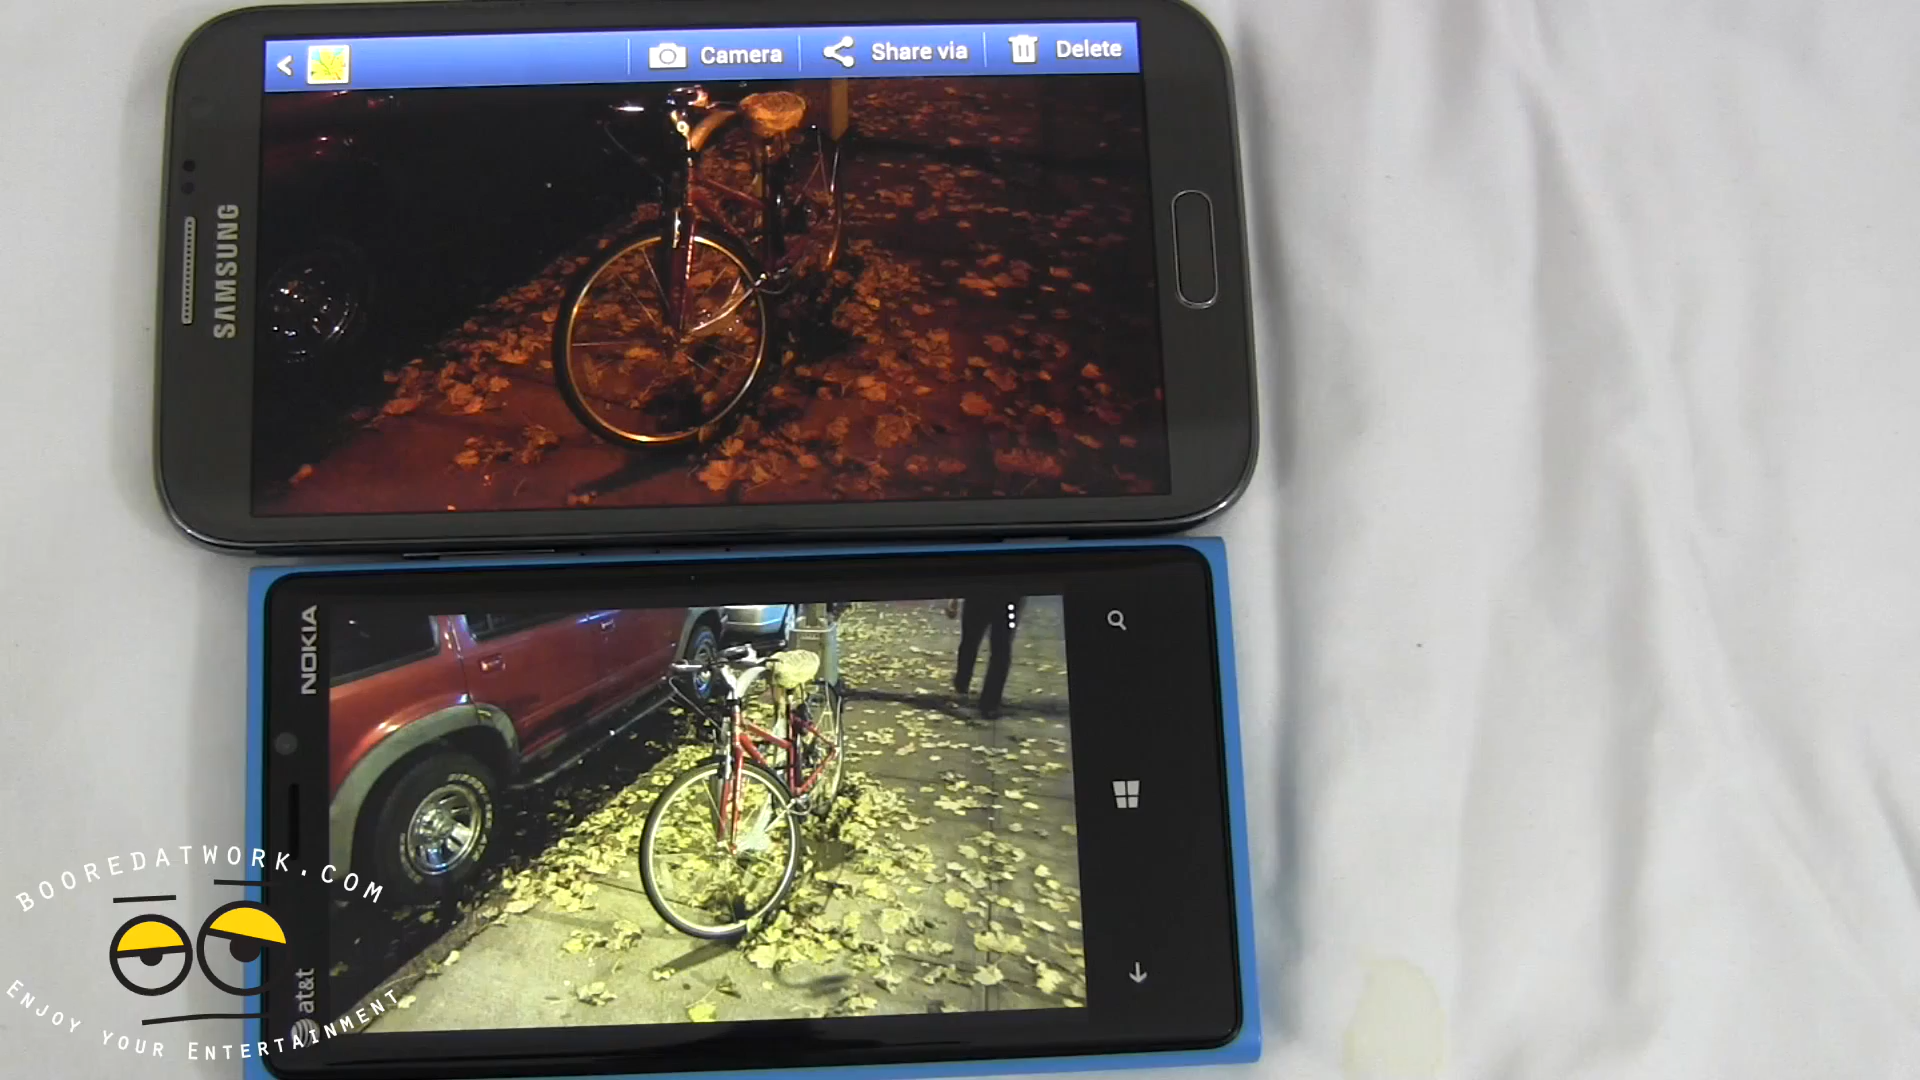 Camera
Share via
Delete
SAMSUNG
NOKIA
at&t
BOOREDATWORK.COM
ENJOY YOUR ENTERTAINMENT